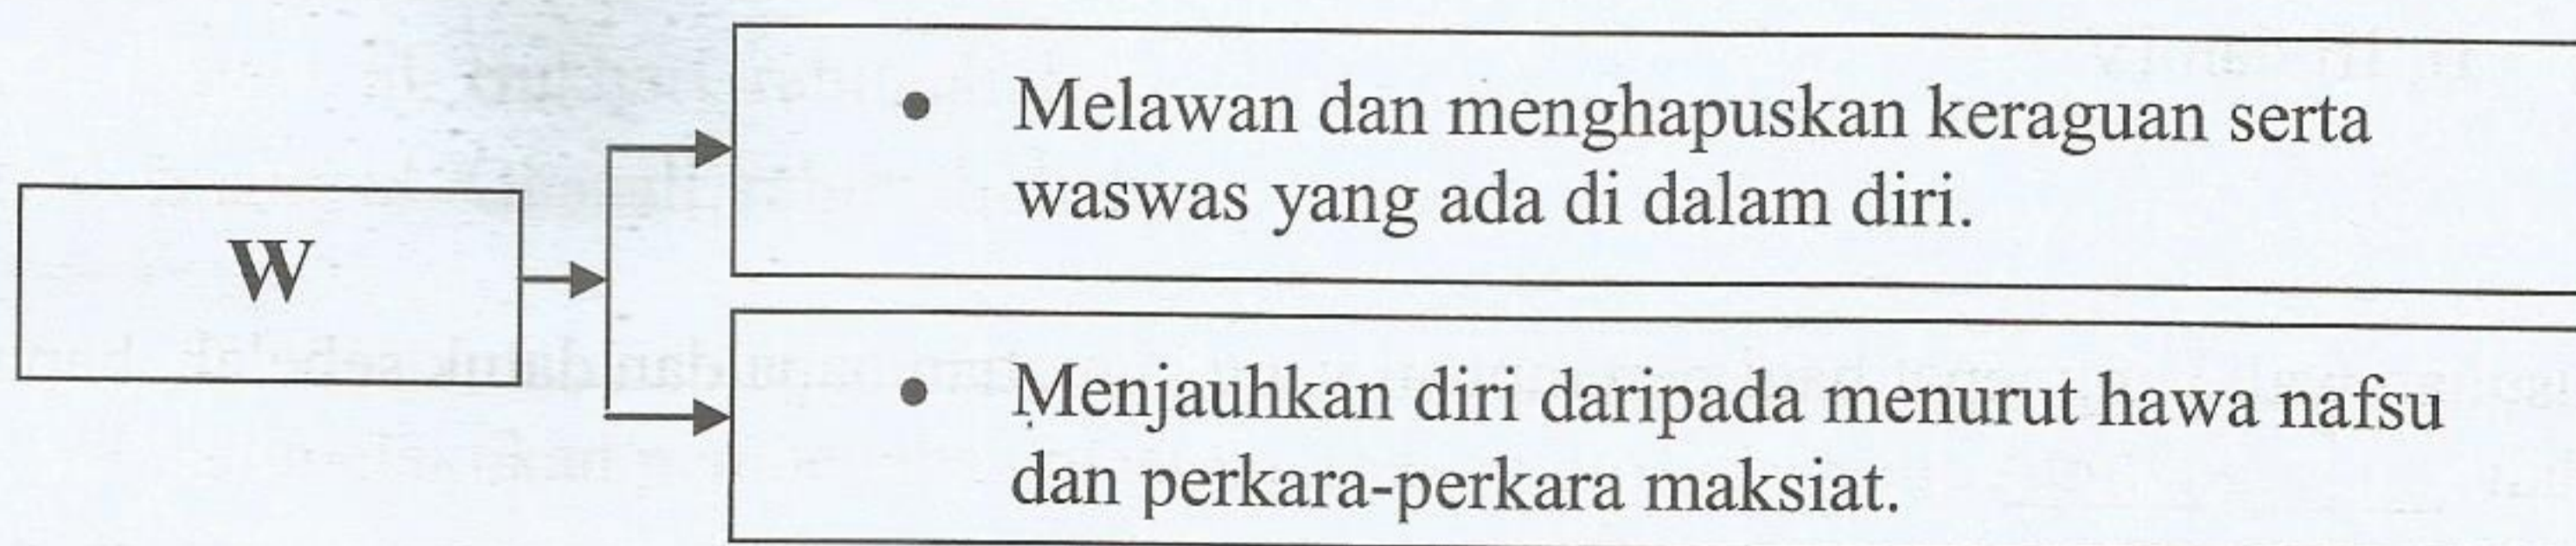 • Melawan dan menghapuskan keraguan serta
waswas yang ada di dalam diri.
W
• Menjauhkan diri daripada menurut hawa nafsu
dan perkara-perkara maksiat.